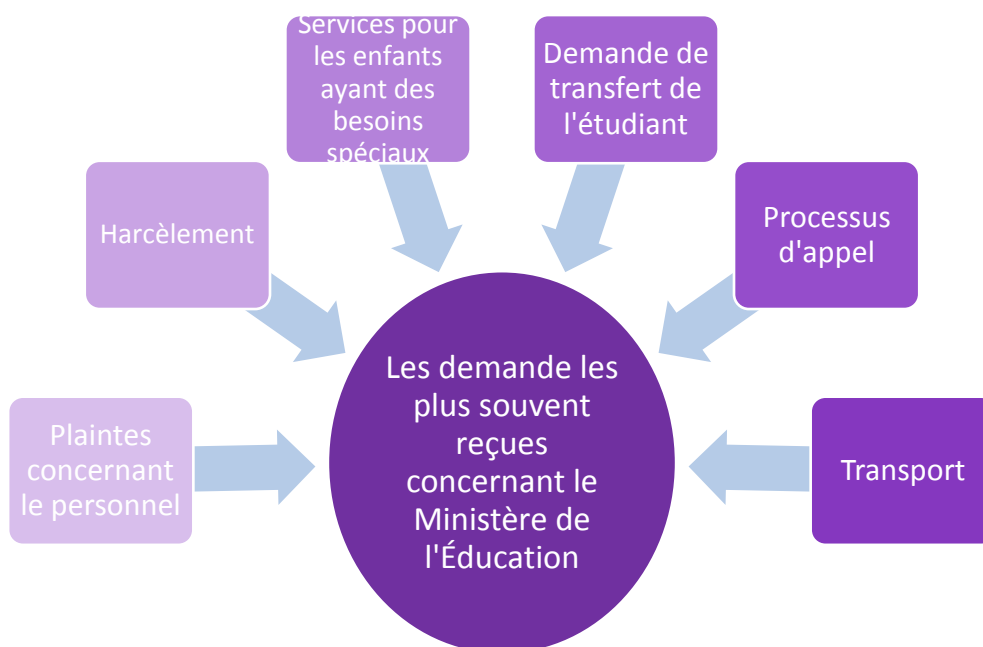 Services pour
les enfants
ayant des
besoins
spéciaux
Demande de
transfert de
l'étudiant
Harcèlement
Processus
d'appel
Plaintes
concernant
le personnel
Les demande les
plus souvent
reçues
concernant le
Ministère de
l'Éducation
Transport